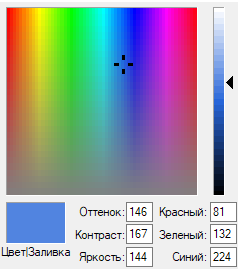 Оттенок: 146 Красный: 81
Контраст: 167 Зеленый: 132
Цвет|Заливка Яркость: 144 Синий: 224